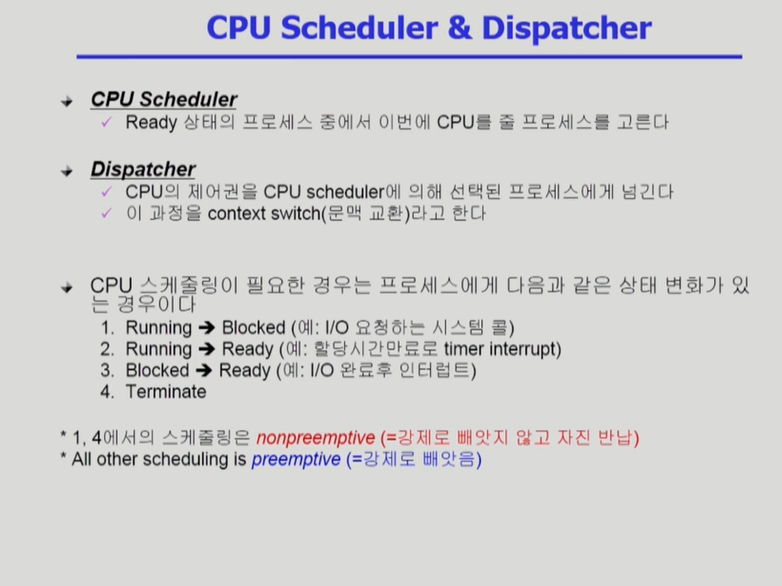 CPU Scheduler & Dispatcher
CPU Scheduler
Ready 상태의 프로세스 중에서 이번에 CPU를 줄 프로세스를 고른다
Dispatcher
CPU의 제어권을 CPU scheduler에 의해 선택된 프로세스에게 넘긴다
이 과정을 context switch(문맥 교환)라고 한다
CPU 스케줄링이 필요한 경우는 프로세스에게 다음과 같은 상태 변화가 있
는 경우이다
1. Running ➔ Blocked (예: I/O 요청하는 시스템 콜)
2. Running ➔ Ready (예: 할당시간만료로 timer interrupt)
3. Blocked ➔ Ready (예: I/O 완료후 인터럽트)
4. Terminate
* 1, 4에서의 스케줄링은 nonpreemptive (=강제로 빼앗지 않고 자진 반납)
* All other scheduling is preemptive (=강제로 빼앗음)